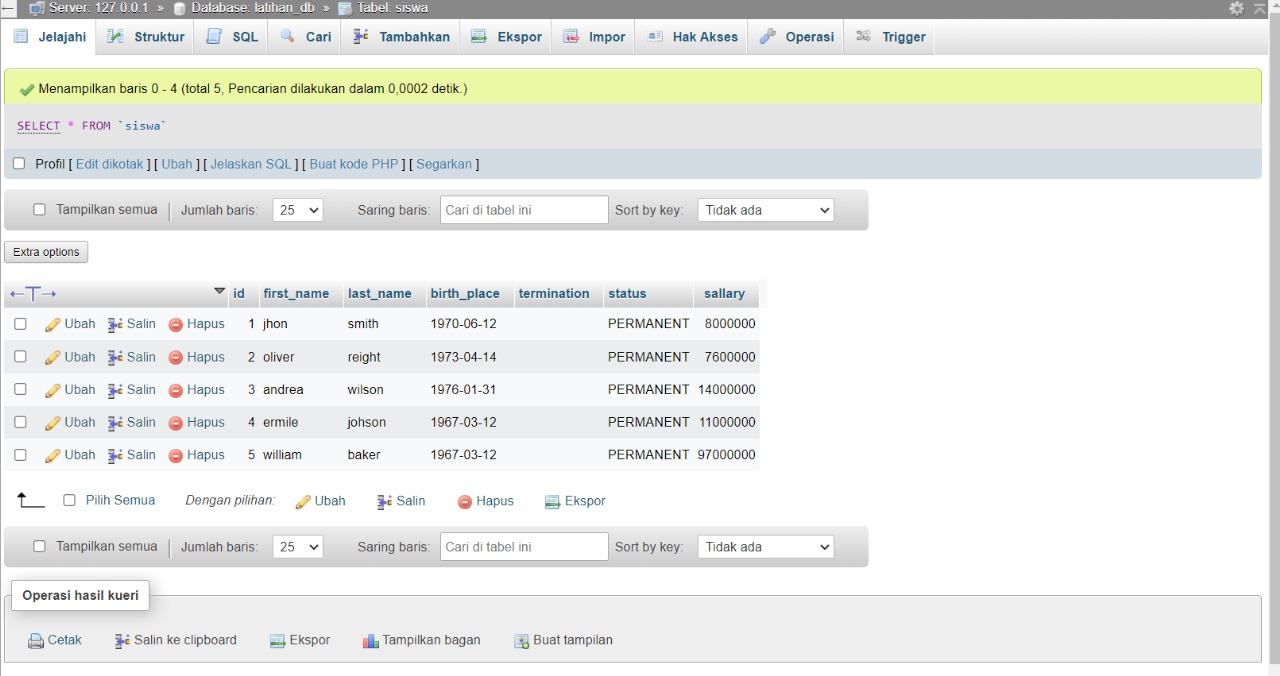 Server: 127.0.0.1 » Database: latihan_db » Tabel: siswa
Jelajahi Struktur SQL Cari Tambahkan Ekspor Impor Hak Akses Operasi Trigger
Menampilkan baris 0 - 4 (total 5, Pencarian dilakukan dalam 0,0002 detik.)
SELECT * FROM `siswa`
Profil [ Edit dikotak ] [ Ubah ] [ Jelaskan SQL ] [ Buat kode PHP ] [ Segarkan ]
Tampilkan semua | Jumlah baris: 25 Saring baris: Cari di tabel ini Sort by key: Tidak ada
Extra options
←T→ id first_name last_name birth_place termination status sallary
Ubah Salin Hapus 1 jhon smith 1970-06-12 PERMANENT 8000000
Ubah Salin Hapus 2 oliver reight 1973-04-14 PERMANENT 7600000
Ubah Salin Hapus 3 andrea wilson 1976-01-31 PERMANENT 14000000
Ubah Salin Hapus 4 ermile johson 1967-03-12 PERMANENT 11000000
Ubah Salin Hapus 5 william baker 1967-03-12 PERMANENT 97000000
Pilih Semua Dengan pilihan: Ubah Salin Hapus Ekspor
Tampilkan semua | Jumlah baris: 25 Saring baris: Cari di tabel ini Sort by key: Tidak ada
Operasi hasil kueri
Cetak Salin ke clipboard Ekspor Tampilkan bagan Buat tampilan